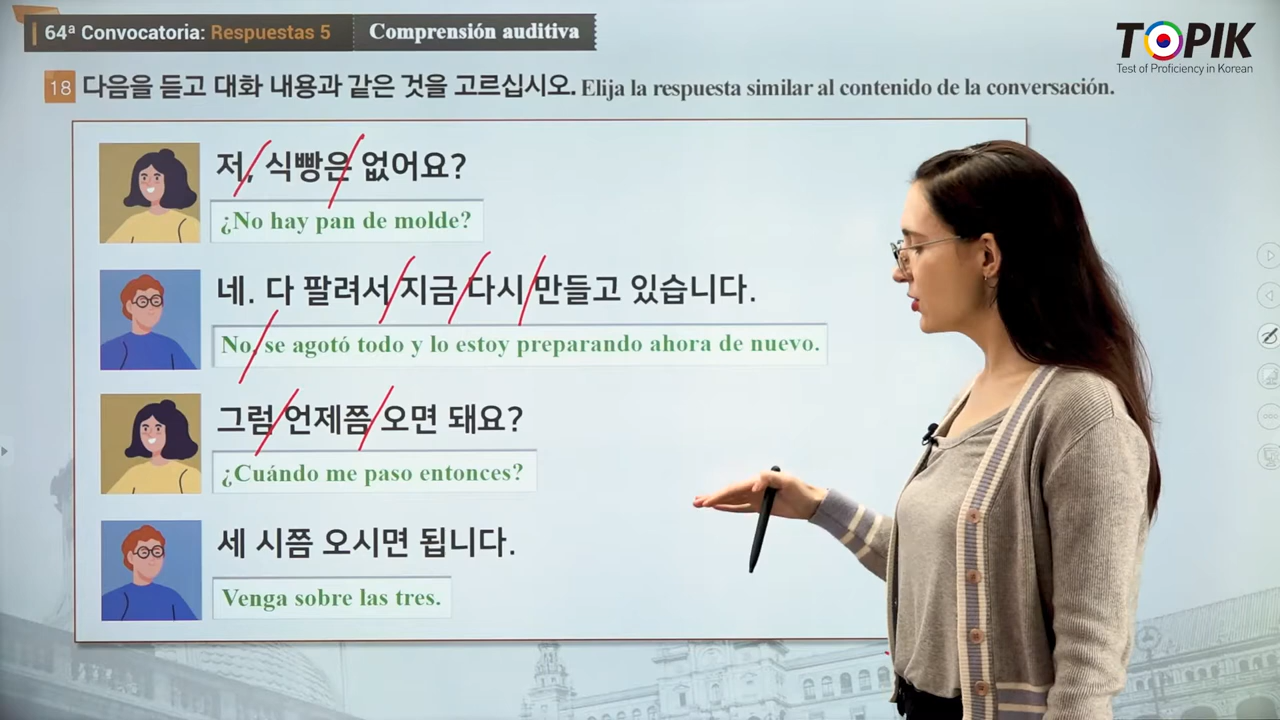 64ª Convocatoria: Respuestas 5 Comprensión auditiva
TOPIK
Test of Proficiency in Korean
18 다음을 듣고 대화 내용과 같은 것을 고르십시오. Elija la respuesta similar al contenido de la conversación.
저, 식빵은 없어요?
¿No hay pan de molde?
네. 다 팔려서 지금 다시 만들고 있습니다.
No, se agotó todo y lo estoy preparando ahora de nuevo.
그럼 언제쯤 오면 돼요?
¿Cuándo me paso entonces?
세 시쯤 오시면 됩니다.
Venga sobre las tres.